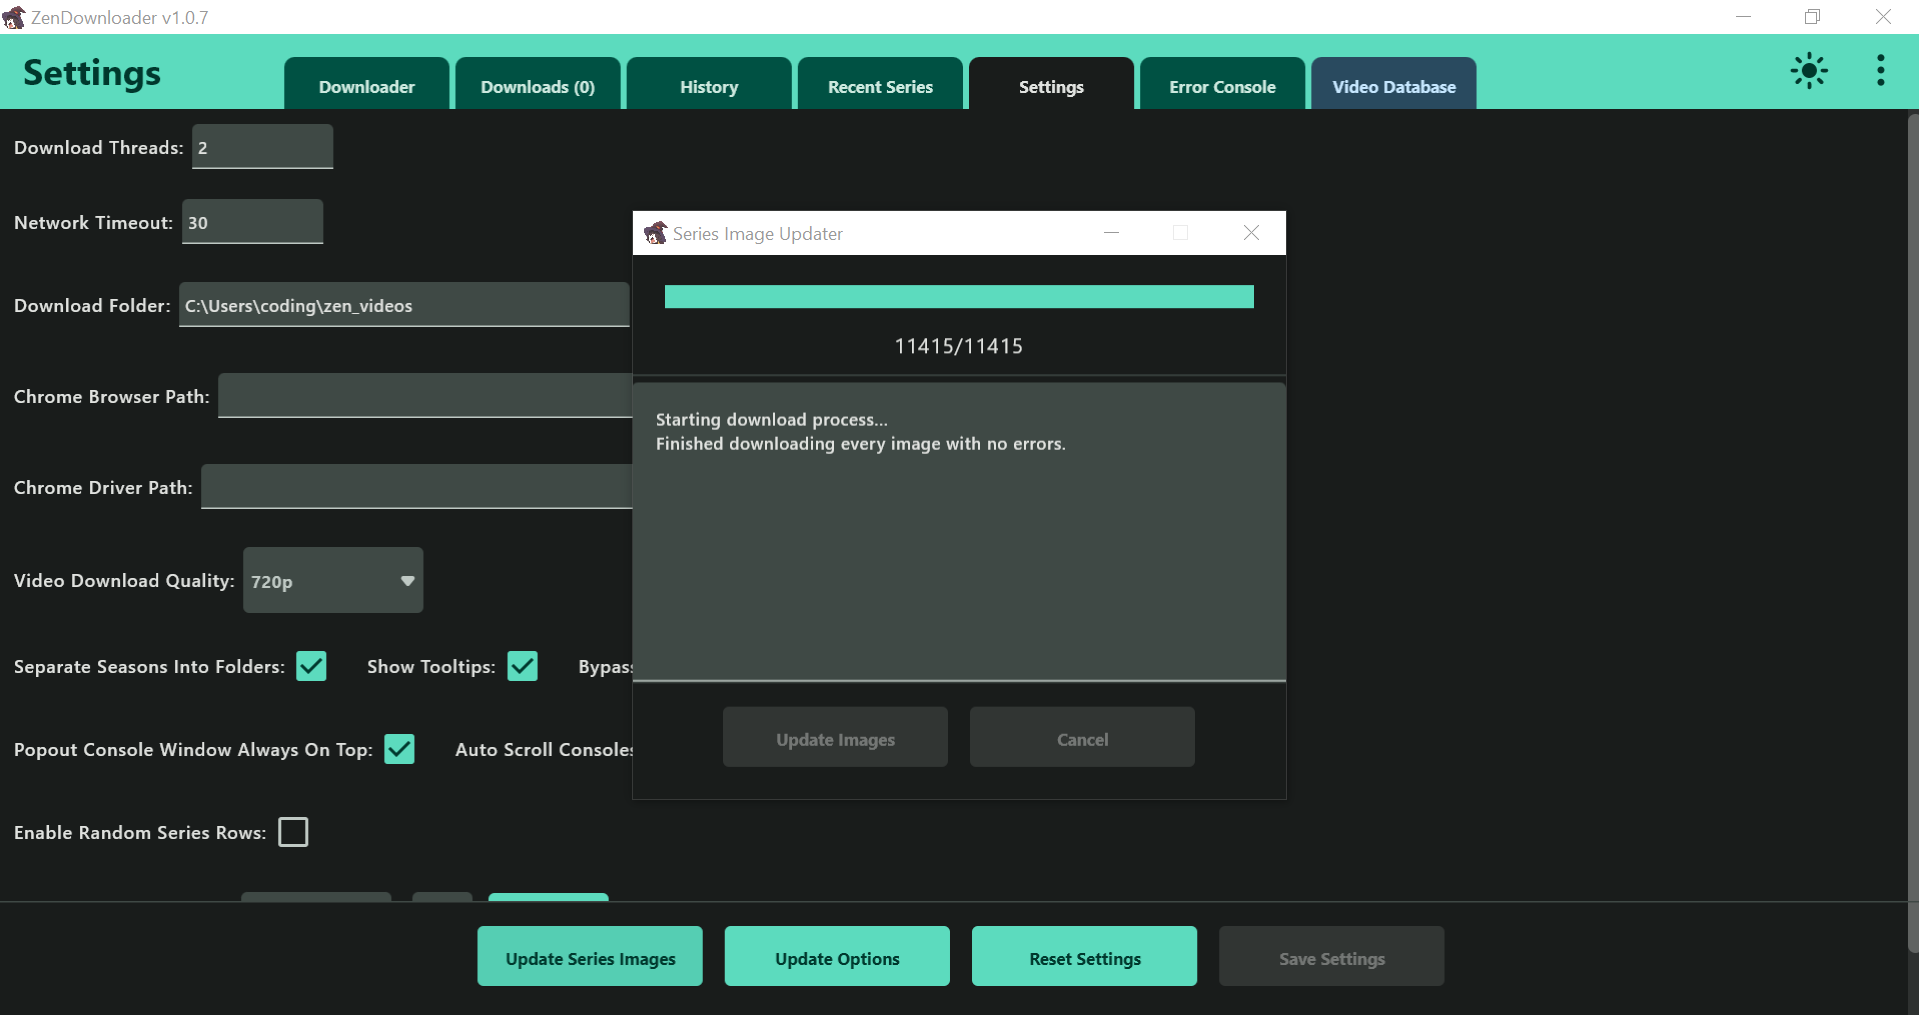 ZenDownloader v1.0.7
Settings
Downloader
Downloads (0)
History
Recent Series
Settings
Error Console
Video Database
Download Threads: 2
Network Timeout: 30
Download Folder: C:\Users\coding\zen_videos
Chrome Browser Path:
Chrome Driver Path:
Video Download Quality: 720p
Separate Seasons Into Folders:
Show Tooltips:
Bypass
Popout Console Window Always On Top:
Auto Scroll Consoles
Enable Random Series Rows:
Series Image Updater
11415/11415
Starting download process...
Finished downloading every image with no errors.
Update Images
Cancel
Update Series Images
Update Options
Reset Settings
Save Settings